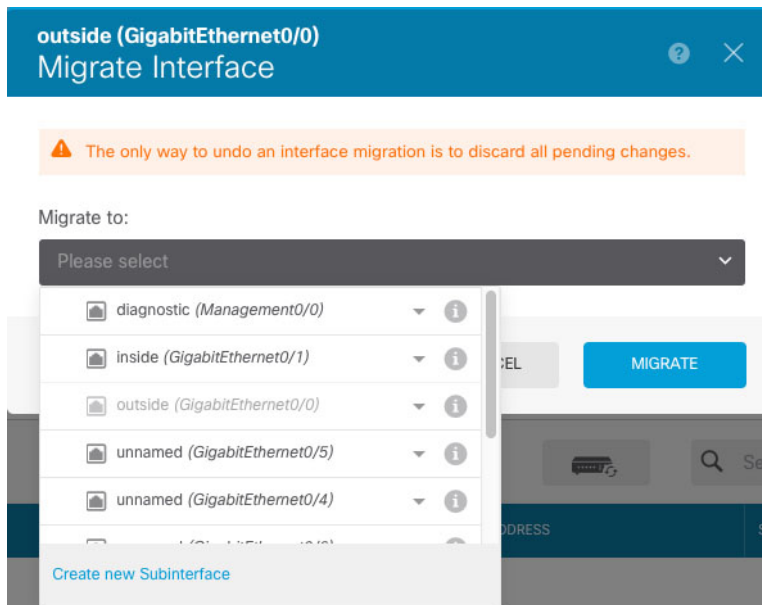 outside (GigabitEthernet0/0)
Migrate Interface
The only way to undo an interface migration is to discard all pending changes.
Migrate to:
Please select
diagnostic (Management0/0)
inside (GigabitEthernet0/1)
MIGRATE
outside (GigabitEthernet0/0)
unnamed (GigabitEthernet0/5)
unnamed (GigabitEthernet0/4)
Create new Subinterface